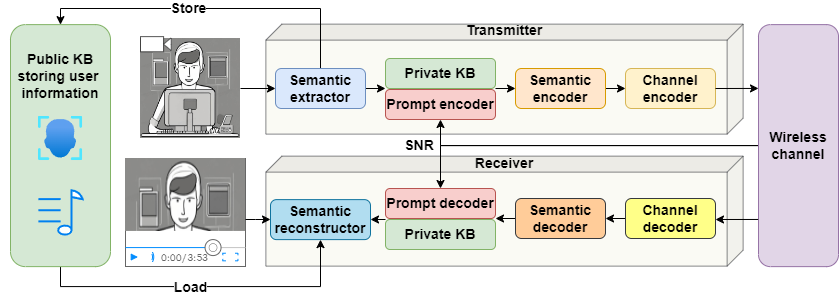 Store
Transmitter
Public KB
storing user
information
Semantic
extractor
Private KB
Prompt encoder
Semantic
encoder
Channel
encoder
Wireless
channel
SNR
Receiver
Semantic
reconstructor
Prompt decoder
Private KB
Semantic
decoder
Channel
decoder
0:00/3:53
Load